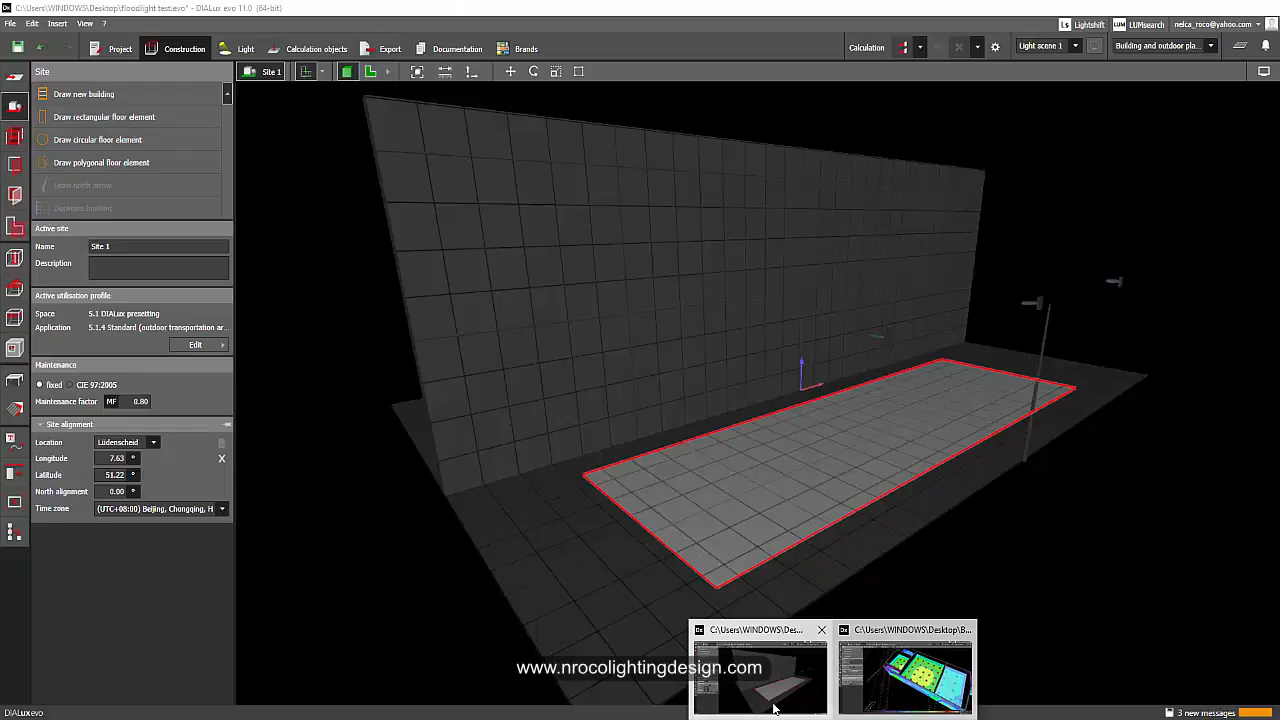 C:\Users\WINDOWS\Desktop\floodlight test.evo* - DIALux evo 11.0 (64-bit)
File Edit Insert View ?
Lightshift LUMsearch nelca_roco@yahoo.com
Project Construction Light Calculation objects Export Documentation Brands Calculation Light scene 1 Building and outdoor pla...
Site Site 1
Draw new building
Draw rectangular floor element
Draw circular floor element
Draw polygonal floor element
Draw north arrow
Duplicate building
Active site
Name Site 1
Description
Active utilisation profile
Space 5.1 DIALux presetting
Application 5.1.4 Standard (outdoor transportation ar...
Edit
Maintenance
fixed CIE 97:2005
Maintenance factor MF 0.80
Site alignment
Location Lüdenscheid
Longitude 7.63 °
Latitude 51.22 °
North alignment 0.00 °
Time zone (UTC+08:00) Beijing, Chongqing, H
C:\Users\WINDOWS\Des... C:\Users\WINDOWS\Desktop\B...
www.nrocolightingdesign.com
DIALux evo 3 new messages